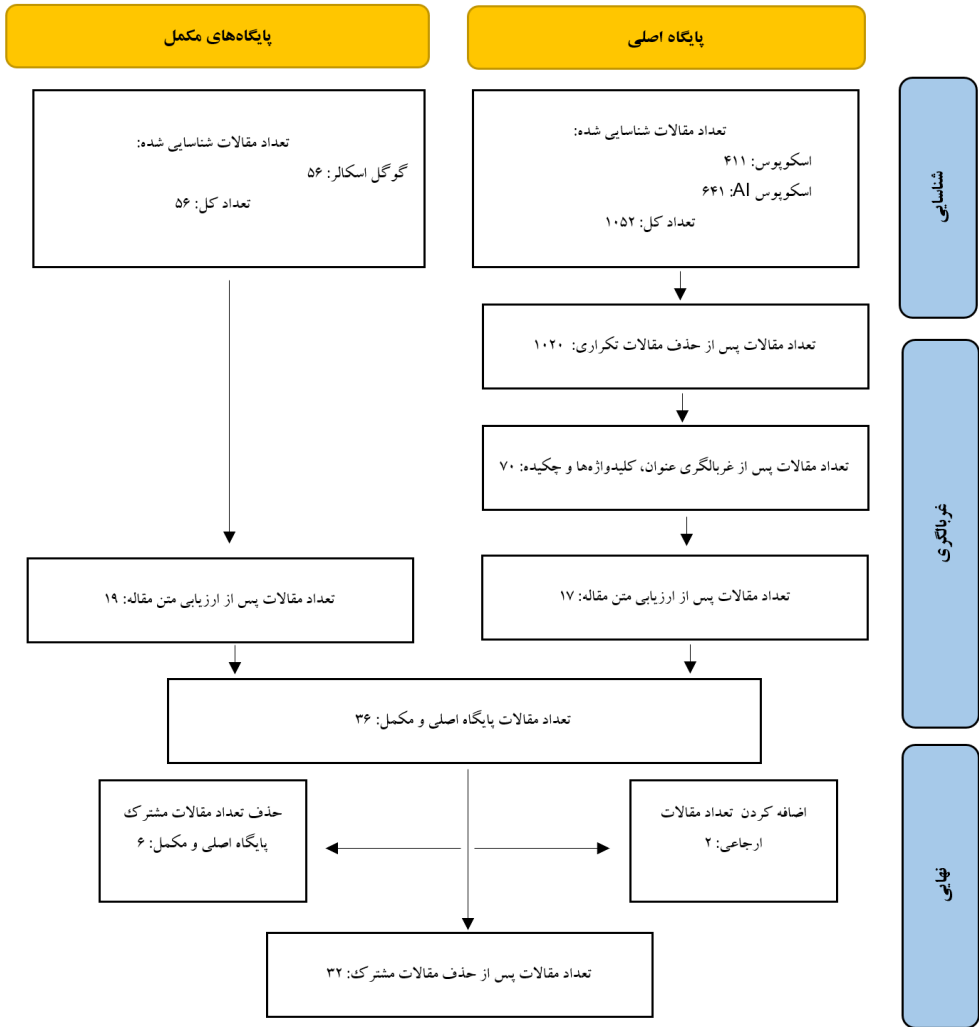 پایگاه اصلی
پایگاه‌های مکمل
شناسایی
تعداد مقالات شناسایی شده:
اسکوپوس: ۴۱۱
اسکوپوس AI: ۶۴۱
تعداد کل: ۱۰۵۲
تعداد مقالات شناسایی شده:
گوگل اسکالر: ۵۶
تعداد کل: ۵۶
غربالگری
تعداد مقالات پس از حذف مقالات تکراری: ۱۰۲۰
تعداد مقالات پس از غربالگری عنوان، کلیدواژه‌ها و چکیده: ۷۰
تعداد مقالات پس از ارزیابی متن مقاله: ۱۷
تعداد مقالات پس از ارزیابی متن مقاله: ۱۹
تعداد مقالات پایگاه اصلی و مکمل: ۳۶
نهایی
اضافه کردن تعداد مقالات
ارجاعی: ۲
حذف تعداد مقالات مشترک
پایگاه اصلی و مکمل: ۶
تعداد مقالات پس از حذف مقالات مشترک: ۳۲